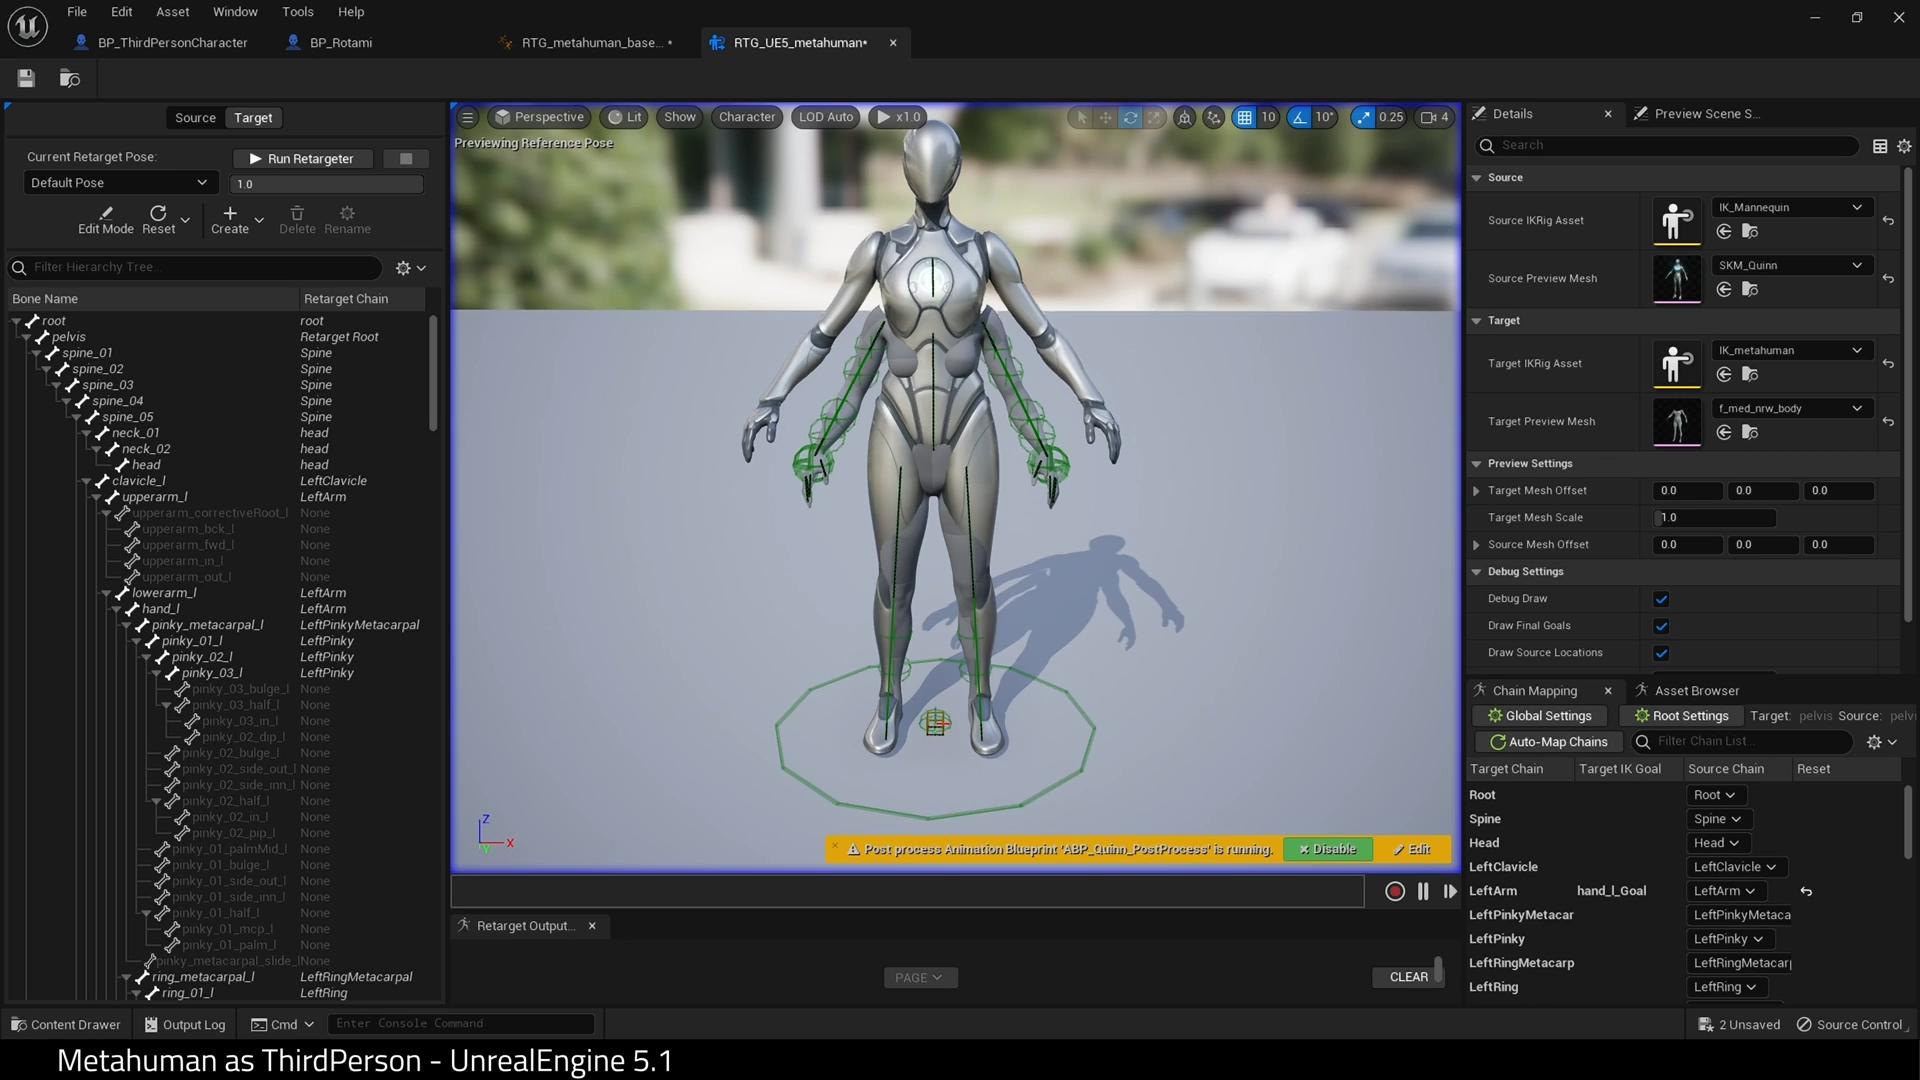 File Edit Asset Window Tools Help
BP_ThirdPersonCharacter BP_Rotami RTG_metahuman_base... * RTG_UE5_metahuman*
Source Target
Current Retarget Pose: Run Retargeter
Default Pose 1.0
Edit Mode Reset Create Delete Rename
Filter Hierarchy Tree...
Bone Name Retarget Chain
root root
pelvis Retarget Root
spine_01 Spine
spine_02 Spine
spine_03 Spine
spine_04 Spine
spine_05 Spine
neck_01 head
neck_02 head
head head
clavicle_l LeftClavicle
upperarm_l LeftArm
upperarm_correctiveRoot_l None
upperarm_bck_l None
upperarm_fwd_l None
upperarm_in_l None
upperarm_out_l None
lowerarm_l LeftArm
hand_l LeftArm
pinky_metacarpal_l LeftPinkyMetacarpal
pinky_01_l LeftPinky
pinky_02_l LeftPinky
pinky_03_l LeftPinky
pinky_03_bulge_l None
pinky_03_half_l None
pinky_03_in_l None
pinky_02_dip_l None
pinky_02_bulge_l None
pinky_02_side_out_l None
pinky_02_side_inn_l None
pinky_02_half_l None
pinky_02_in_l None
pinky_02_pip_l None
pinky_01_palmMid_l None
pinky_01_bulge_l None
pinky_01_side_out_l None
pinky_01_side_inn_l None
pinky_01_half_l None
pinky_01_mcp_l None
pinky_01_palm_l None
pinky_metacarpal_slide_l None
ring_metacarpal_l LeftRingMetacarpal
ring_01_l LeftRing
Perspective Lit Show Character LOD Auto x1.0 10 10° 0.25 4
Previewing Reference Pose
Z
X
Y
Post process Animation Blueprint 'ABP_Quinn_PostProcess' is running. Disable Edit
Retarget Output...
PAGE CLEAR
Details Preview Scene S...
Search
Source
Source IKRig Asset IK_Mannequin
Source Preview Mesh SKM_Quinn
Target
Target IKRig Asset IK_metahuman
Target Preview Mesh f_med_nrw_body
Preview Settings
Target Mesh Offset 0.0 0.0 0.0
Target Mesh Scale 1.0
Source Mesh Offset 0.0 0.0 0.0
Debug Settings
Debug Draw
Draw Final Goals
Draw Source Locations
Chain Mapping Asset Browser
Global Settings Root Settings Target: pelvis Source: pelv
Auto-Map Chains Filter Chain List...
Target Chain Target IK Goal Source Chain Reset
Root Root
Spine Spine
Head Head
LeftClavicle LeftClavicle
LeftArm hand_l_Goal LeftArm
LeftPinkyMetacar LeftPinkyMetaca
LeftPinky LeftPinky
LeftRingMetacarp LeftRingMetacar
LeftRing LeftRing
Content Drawer Output Log Cmd Enter Console Command 2 Unsaved Source Control
Metahuman as ThirdPerson - UnrealEngine 5.1